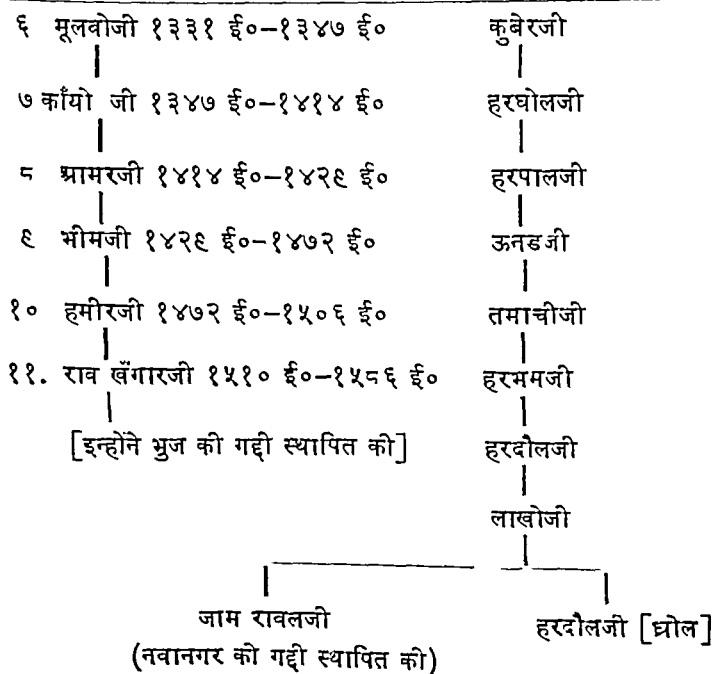 ६ मूलवोजी १३३१ ई०–१३४७ ई० कुबेरजी
७ काँयो जी १३४७ ई०–१४१४ ई० हरघोलजी
८ भ्रामरजी १४१४ ई०–१४२९ ई० हरपालजी
९ भीमजी १४२९ ई०–१४७२ ई० ऊनडजी
१० हमीरजी १४७२ ई०–१५०६ ई० तमाचीजी
११. राव खँगारजी १५१० ई०–१५८६ ई० हरभमजी
[इन्होंने भुज की गद्दी स्थापित की] हरदौलजी
लाखोजी
जाम रावलजी हरदौलजी [घ्रोल]
(नवानगर को गद्दी स्थापित की)